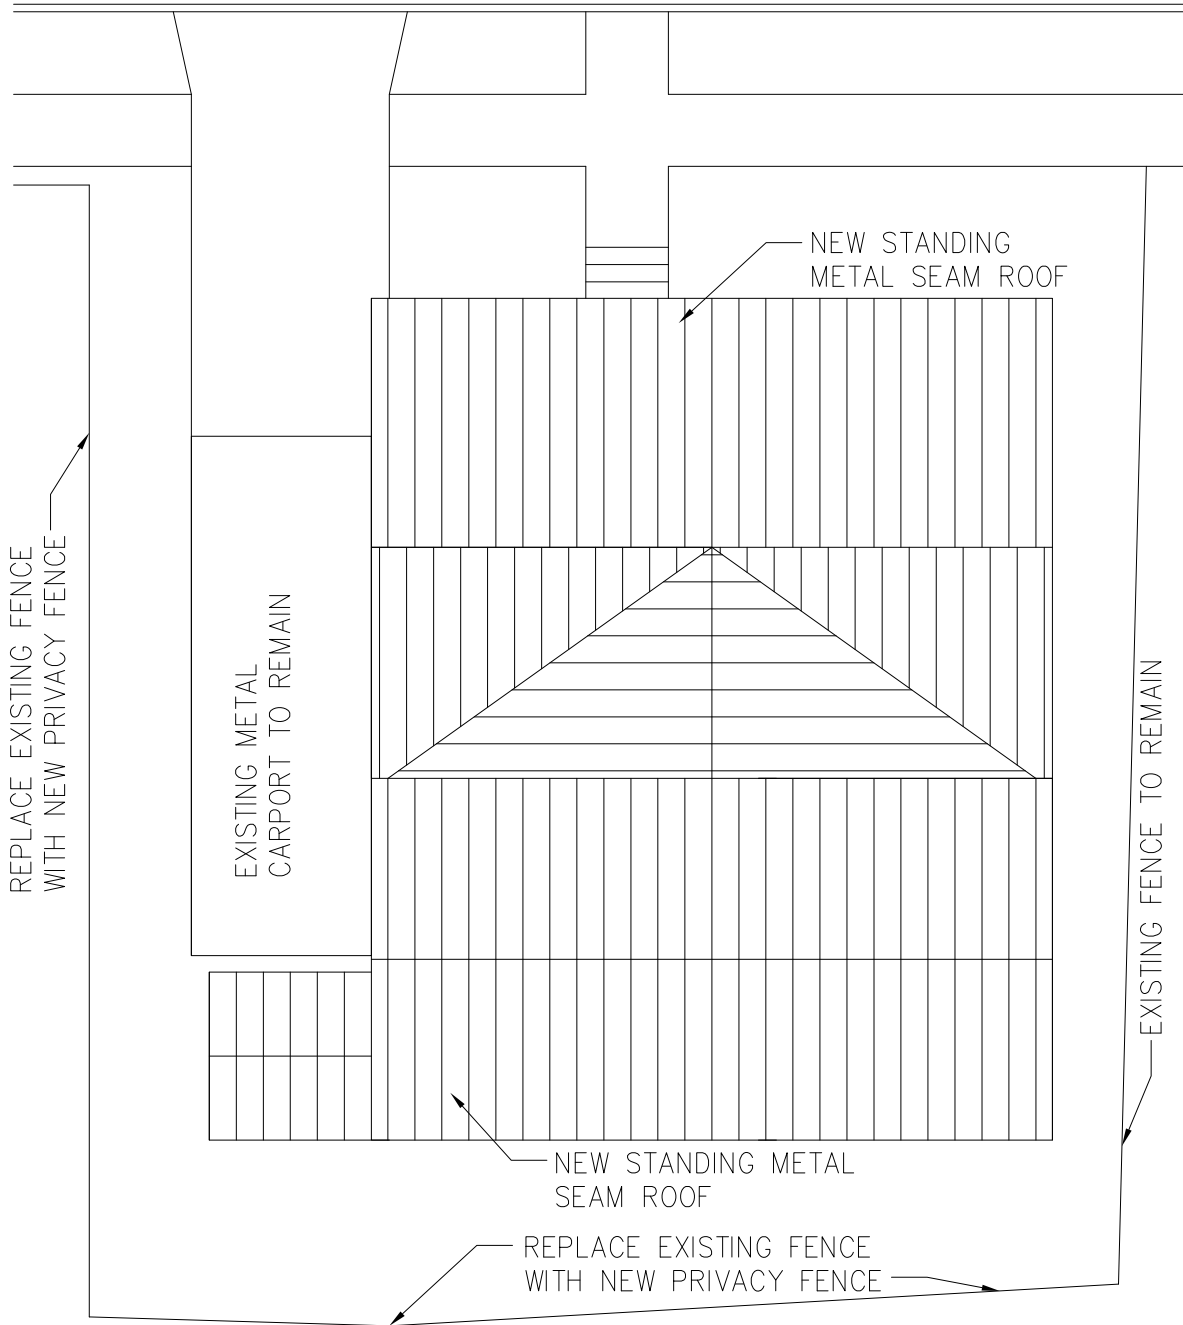 NEW STANDING
METAL SEAM ROOF
REPLACE EXISTING FENCE
WITH NEW PRIVACY FENCE
EXISTING METAL
CARPORT TO REMAIN
EXISTING FENCE TO REMAIN
NEW STANDING METAL
SEAM ROOF
REPLACE EXISTING FENCE
WITH NEW PRIVACY FENCE